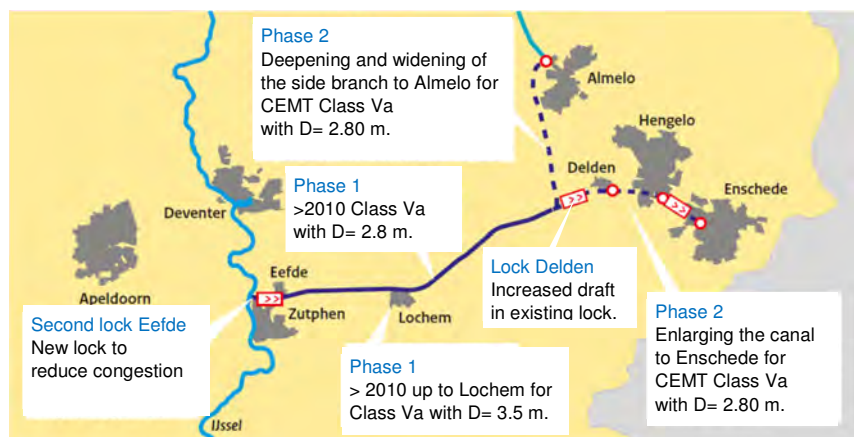 Phase 2
Deepening and widening of
the side branch to Almelo for
CEMT Class Va
with D= 2.80 m.
Almelo
Hengelo
Delden
Enschede
Phase 1
>2010 Class Va
with D= 2.8 m.
Deventer
Apeldoorn
Eefde
Zutphen
Lochem
Lock Delden
Increased draft
in existing lock.
Second lock Eefde
New lock to
reduce congestion
Phase 1
> 2010 up to Lochem for
Class Va with D= 3.5 m.
Phase 2
Enlarging the canal
to Enschede for
CEMT Class Va
with D= 2.80 m.
IJssel